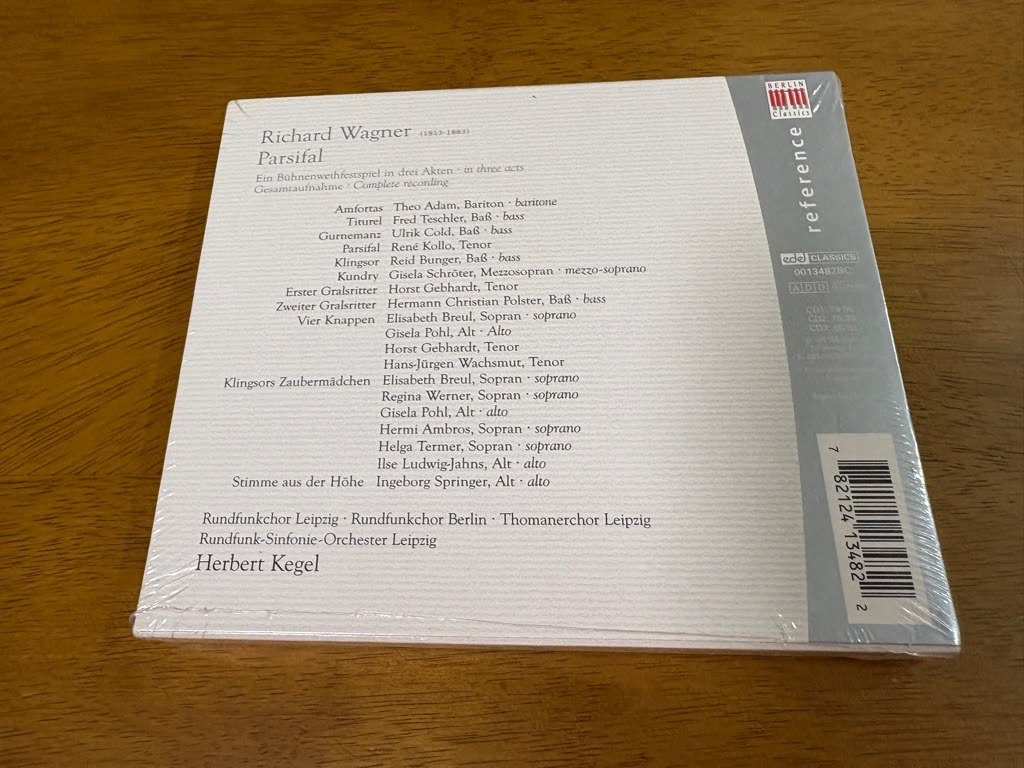 Richard Wagner (1813-1883)
Parsifal
Ein Bühnenweihfestspiel in drei Akten · in three acts
Gesamtaufnahme · Complete recording
Amfortas Theo Adam, Bariton · baritone
Titurel Fred Teschler, Baß · bass
Gurnemanz Ulrik Cold, Baß · bass
Parsifal René Kollo, Tenor
Klingsor Reid Bunger, Baß · bass
Kundry Gisela Schröter, Mezzosopran · mezzo-soprano
Erster Gralsritter Horst Gebhardt, Tenor
Zweiter Gralsritter Hermann Christian Polster, Baß · bass
Vier Knappen Elisabeth Breul, Sopran · soprano
Gisela Pohl, Alt · Alto
Horst Gebhardt, Tenor
Hans-Jürgen Wachsmut, Tenor
Klingsors Zaubermädchen Elisabeth Breul, Sopran · soprano
Regina Werner, Sopran · soprano
Gisela Pohl, Alt · alto
Hermi Ambros, Sopran · soprano
Helga Termer, Sopran · soprano
Ilse Ludwig-Jahns, Alt · alto
Stimme aus der Höhe Ingeborg Springer, Alt · alto
Rundfunkchor Leipzig · Rundfunkchor Berlin · Thomanerchor Leipzig
Rundfunk-Sinfonie-Orchester Leipzig
Herbert Kegel
BERLIN
Classics
reference
edel CLASSICS
0013482BC
ADD
CD1
CD2
CD3
7 82124 13482 2